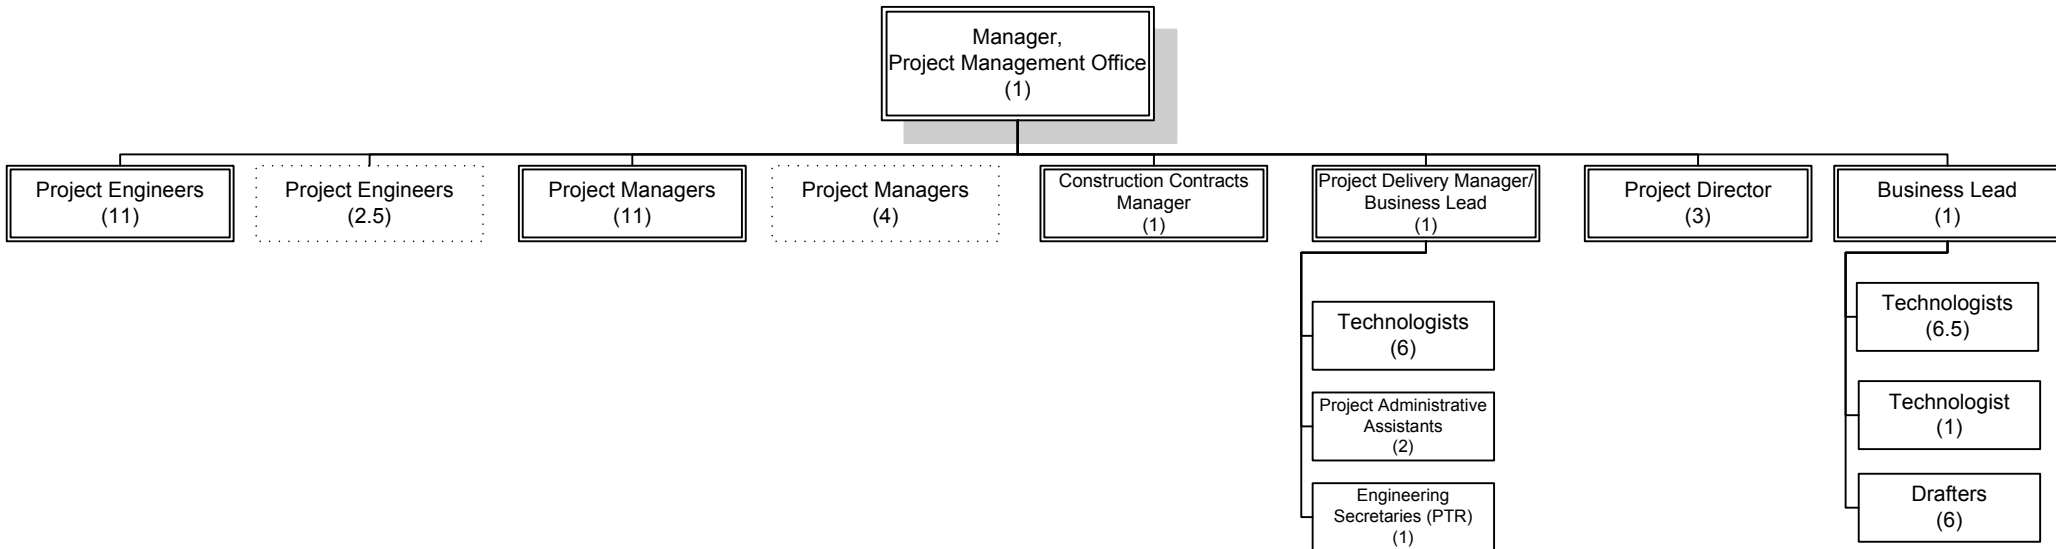 Manager,
Project Management Office
(1)
Project Engineers
(11)
Project Engineers
(2.5)
Project Managers
(11)
Project Managers
(4)
Construction Contracts
Manager
(1)
Project Delivery Manager/
Business Lead
(1)
Project Director
(3)
Business Lead
(1)
Technologists
(6)
Project Administrative
Assistants
(2)
Engineering
Secretaries (PTR)
(1)
Technologists
(6.5)
Technologist
(1)
Drafters
(6)